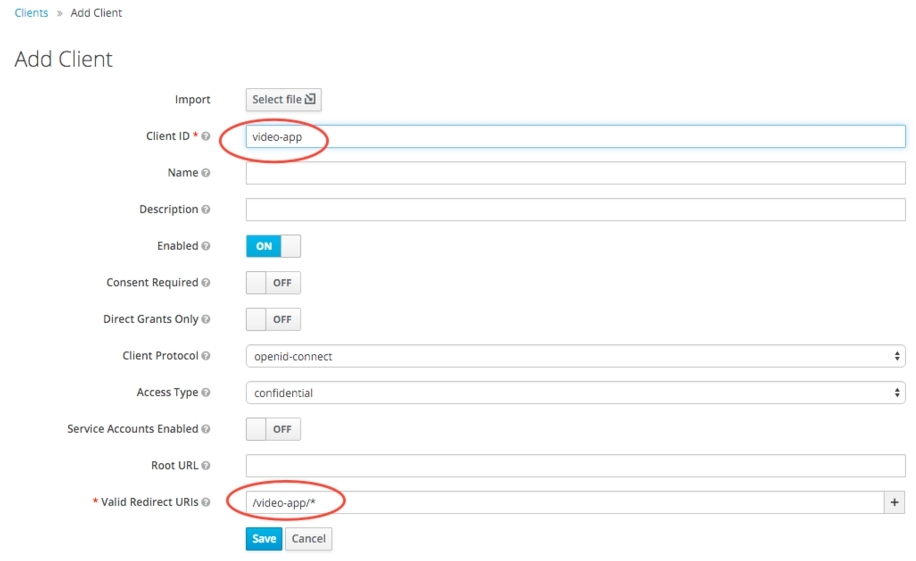 Clients » Add Client
Add Client
Import Select file
Client ID * video-app
Name
Description
Enabled ON
Consent Required OFF
Direct Grants Only OFF
Client Protocol openid-connect
Access Type confidential
Service Accounts Enabled OFF
Root URL
* Valid Redirect URIs /video-app/* +
Save Cancel